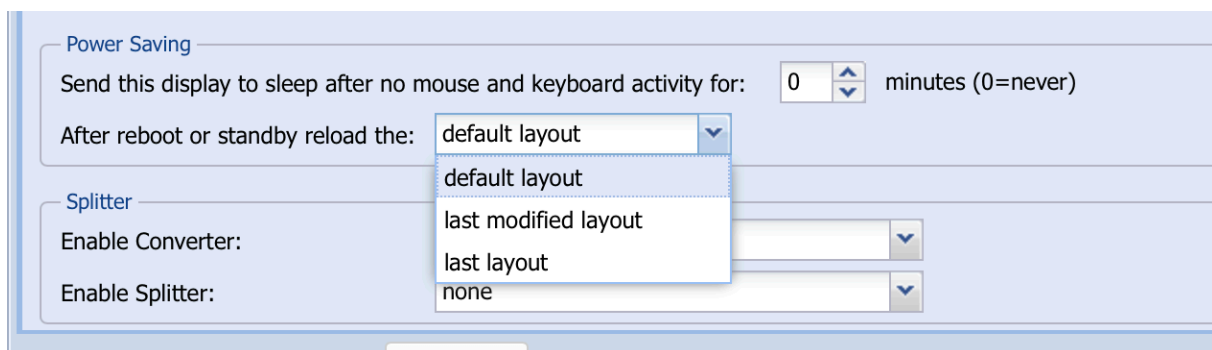 Power Saving
Send this display to sleep after no mouse and keyboard activity for: 0 minutes (0=never)
After reboot or standby reload the: default layout
default layout
last modified layout
last layout
Splitter
Enable Converter:
Enable Splitter: none